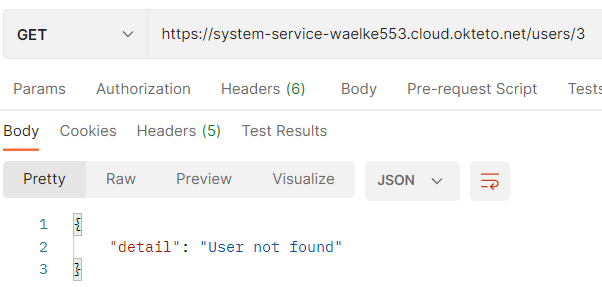 GET https://system-service-waelke553.cloud.okteto.net/users/3
Params Authorization Headers (6) Body Pre-request Script Tests
Body Cookies Headers (5) Test Results
Pretty Raw Preview Visualize JSON
1 {
2 "detail": "User not found"
3 }